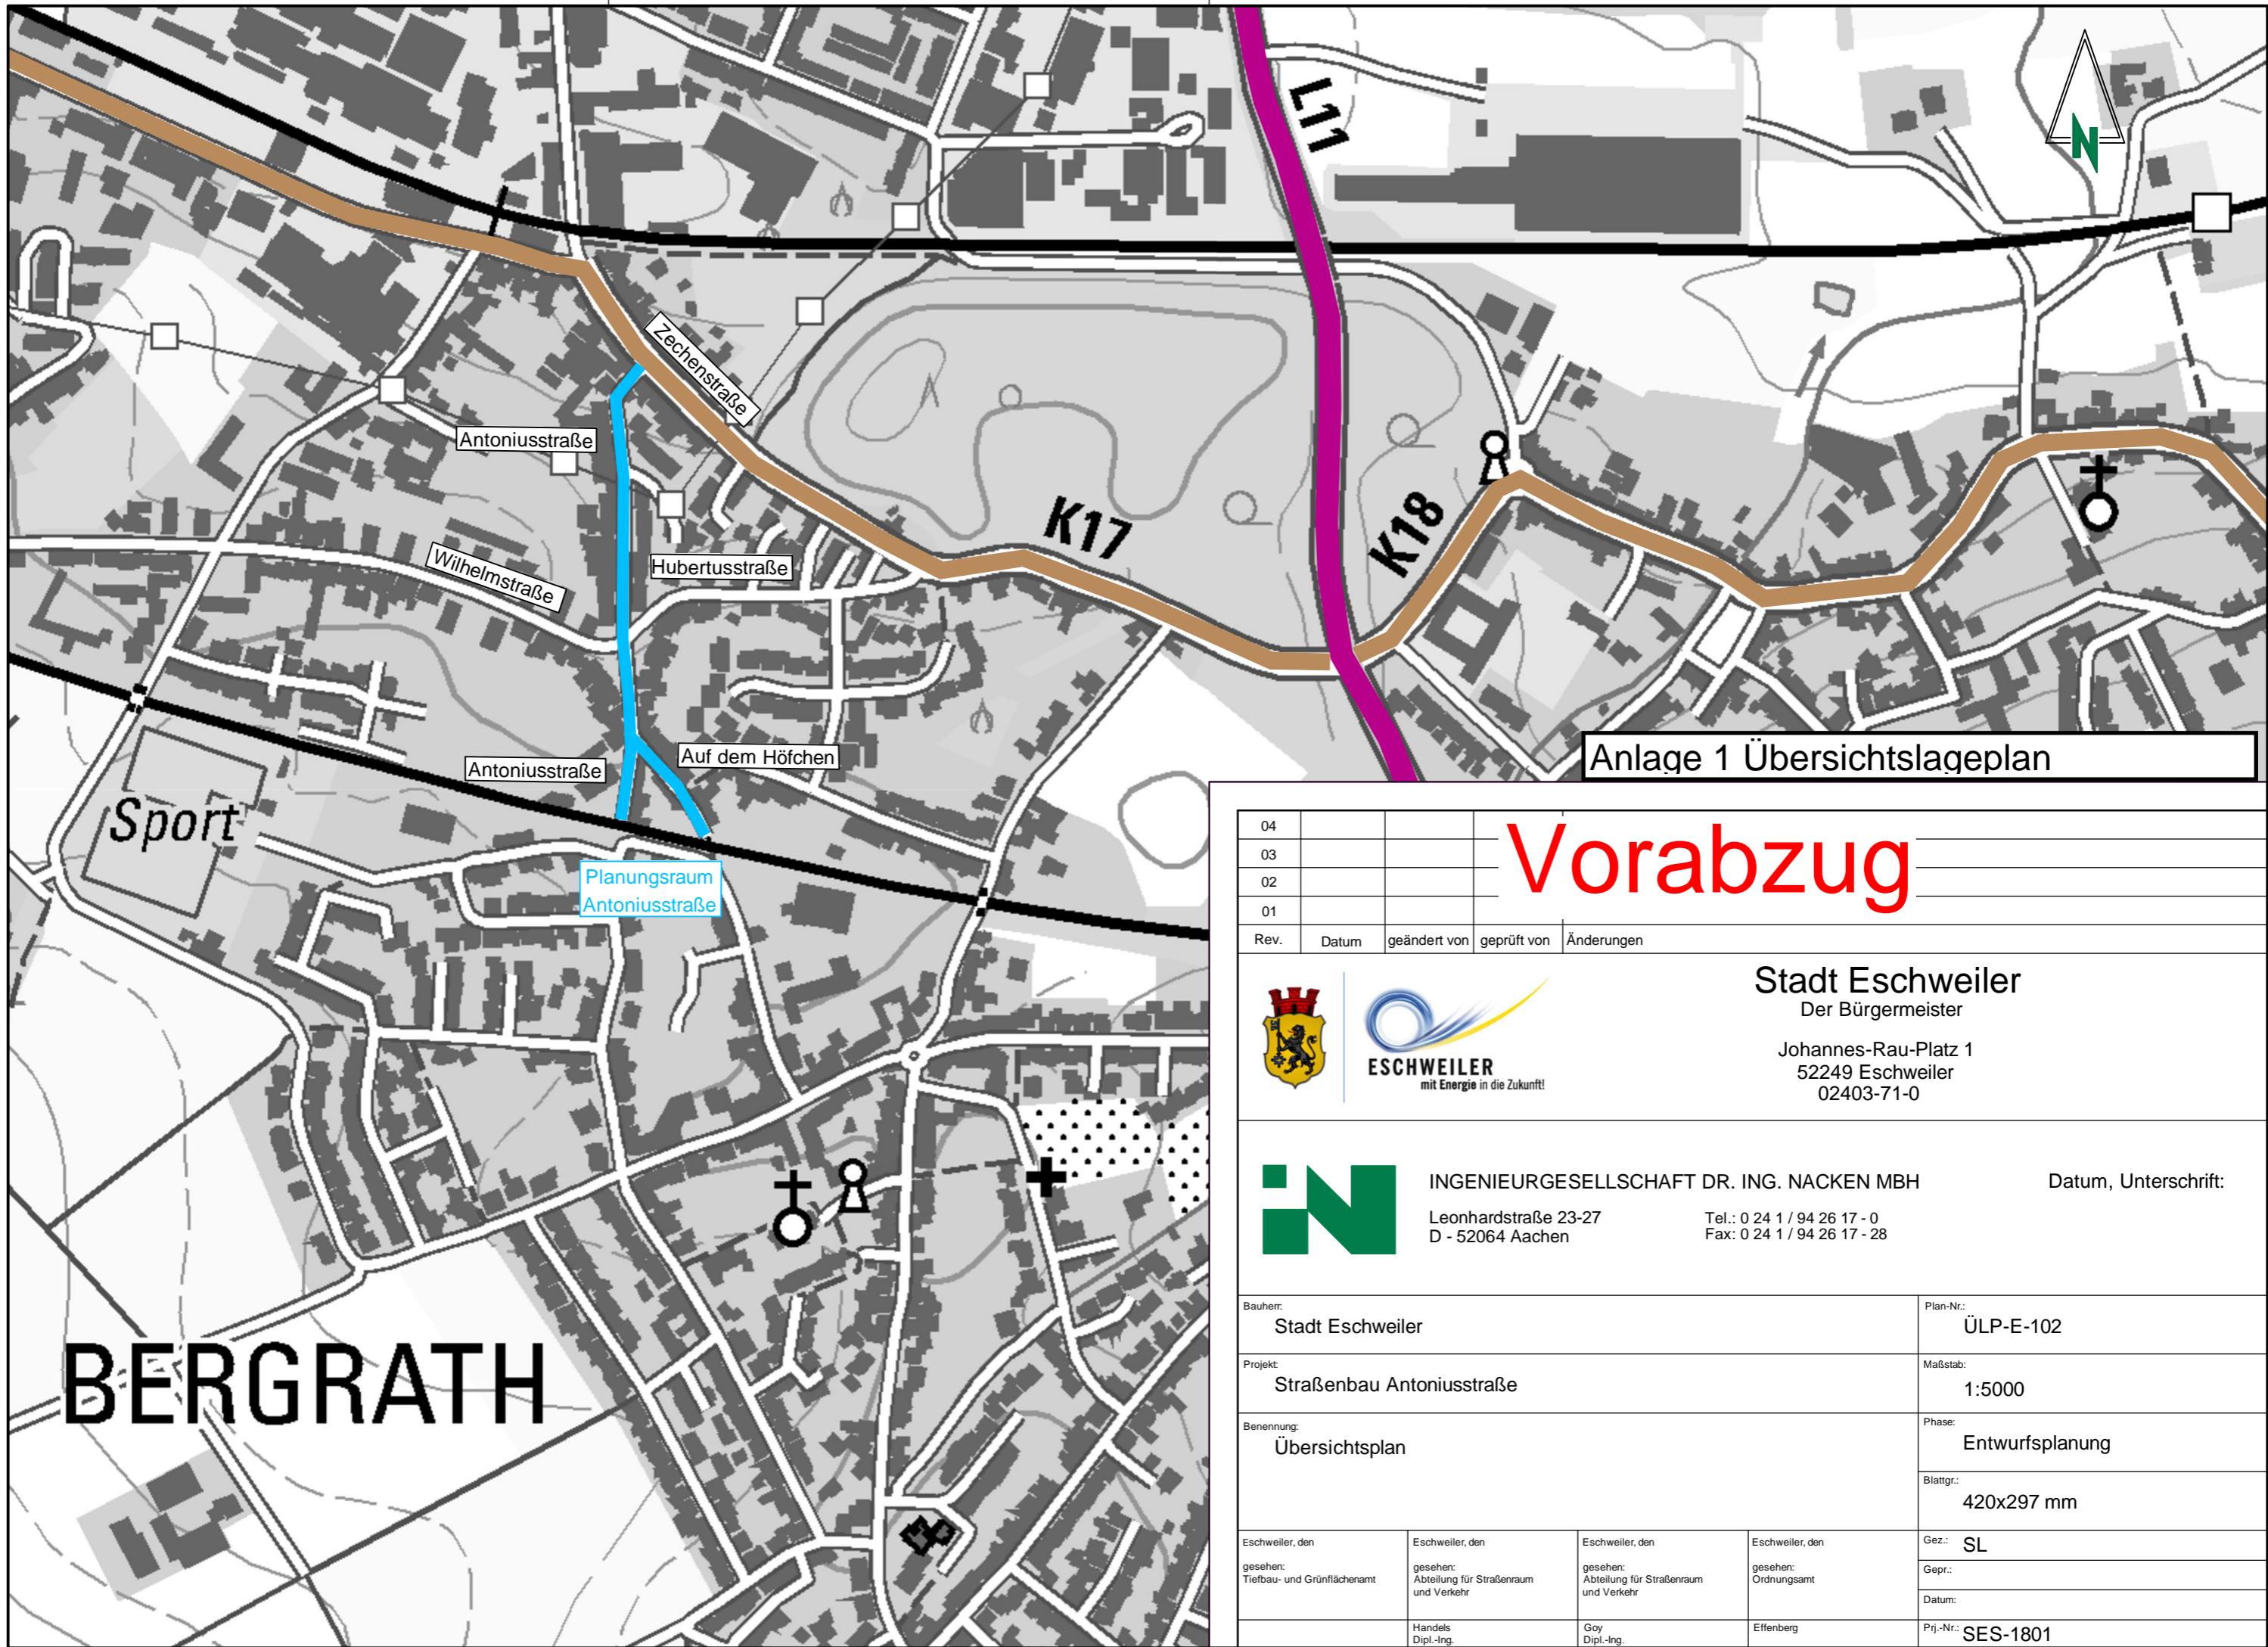 L11
N
Zechenstraße
Antoniusstraße
K17
K18
Wilhelmstraße
Hubertusstraße
Antoniusstraße
Auf dem Höfchen
Sport
Planungsraum
Antoniusstraße
BERGRATH
Anlage 1 Übersichtslageplan
Vorabzug
04
03
02
01
Rev. Datum geändert von geprüft von Änderungen
ESCHWEILER
mit Energie in die Zukunft!
Stadt Eschweiler
Der Bürgermeister
Johannes-Rau-Platz 1
52249 Eschweiler
02403-71-0
INGENIEURGESELLSCHAFT DR. ING. NACKEN MBH
Datum, Unterschrift:
Leonhardstraße 23-27
D - 52064 Aachen
Tel.: 0 24 1 / 94 26 17 - 0
Fax: 0 24 1 / 94 26 17 - 28
Bauherr:
Stadt Eschweiler
Plan-Nr.:
ÜLP-E-102
Projekt:
Straßenbau Antoniusstraße
Maßstab:
1:5000
Benennung:
Übersichtsplan
Phase:
Entwurfsplanung
Blattgr.:
420x297 mm
Eschweiler, den
gesehen:
Tiefbau- und Grünflächenamt
Eschweiler, den
gesehen:
Abteilung für Straßenraum
und Verkehr
Handels
Dipl.-Ing.
Eschweiler, den
gesehen:
Abteilung für Straßenraum
und Verkehr
Goy
Dipl.-Ing.
Eschweiler, den
gesehen:
Ordnungsamt
Effenberg
Gez.: SL
Gepr.:
Datum:
Prj.-Nr.: SES-1801